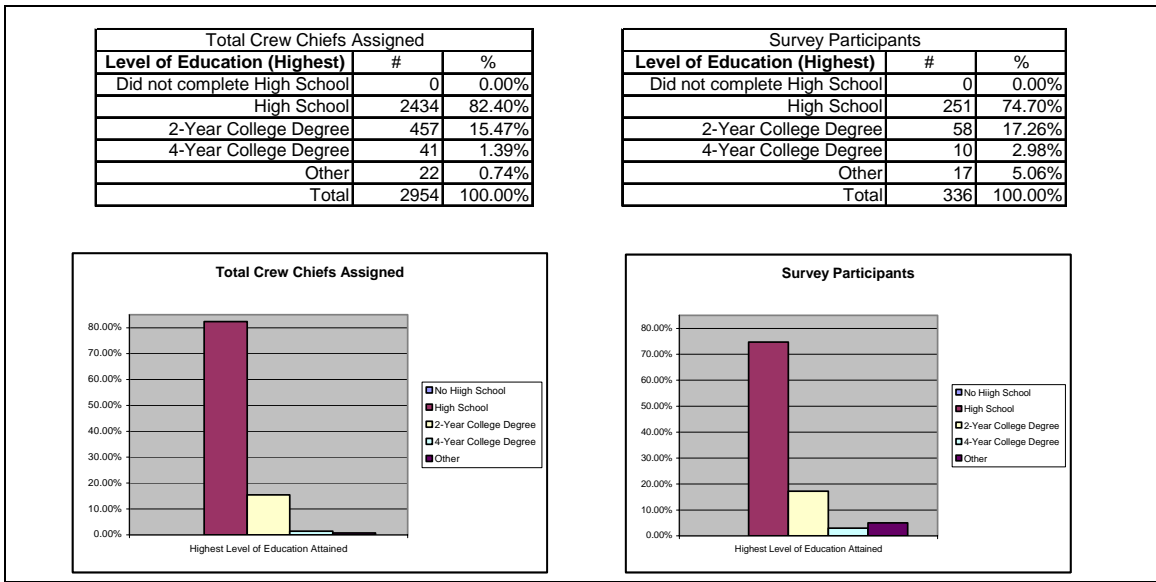 Total Crew Chiefs Assigned
Level of Education (Highest) # %
Did not complete High School 0 0.00%
High School 2434 82.40%
2-Year College Degree 457 15.47%
4-Year College Degree 41 1.39%
Other 22 0.74%
Total 2954 100.00%
Survey Participants
Level of Education (Highest) # %
Did not complete High School 0 0.00%
High School 251 74.70%
2-Year College Degree 58 17.26%
4-Year College Degree 10 2.98%
Other 17 5.06%
Total 336 100.00%
Total Crew Chiefs Assigned
80.00%
70.00%
60.00%
50.00%
40.00%
30.00%
20.00%
10.00%
0.00%
Highest Level of Education Attained
No Hiigh School
High School
2-Year College Degree
4-Year College Degree
Other
Survey Participants
80.00%
70.00%
60.00%
50.00%
40.00%
30.00%
20.00%
10.00%
0.00%
Highest Level of Education Attained
No Hiigh School
High School
2-Year College Degree
4-Year College Degree
Other